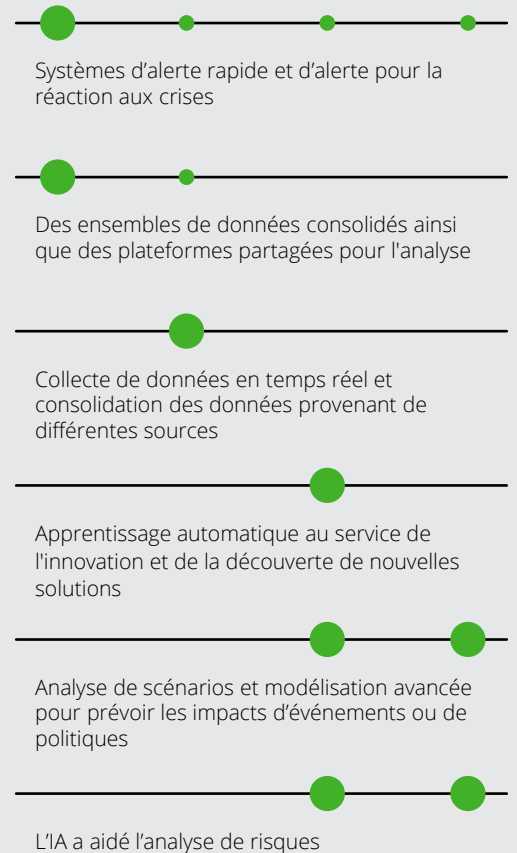 Systèmes d’alerte rapide et d’alerte pour la
réaction aux crises
Des ensembles de données consolidés ainsi
que des plateformes partagées pour l'analyse
Collecte de données en temps réel et
consolidation des données provenant de
différentes sources
Apprentissage automatique au service de
l'innovation et de la découverte de nouvelles
solutions
Analyse de scénarios et modélisation avancée
pour prévoir les impacts d’événements ou de
politiques
L’IA a aidé l’analyse de risques